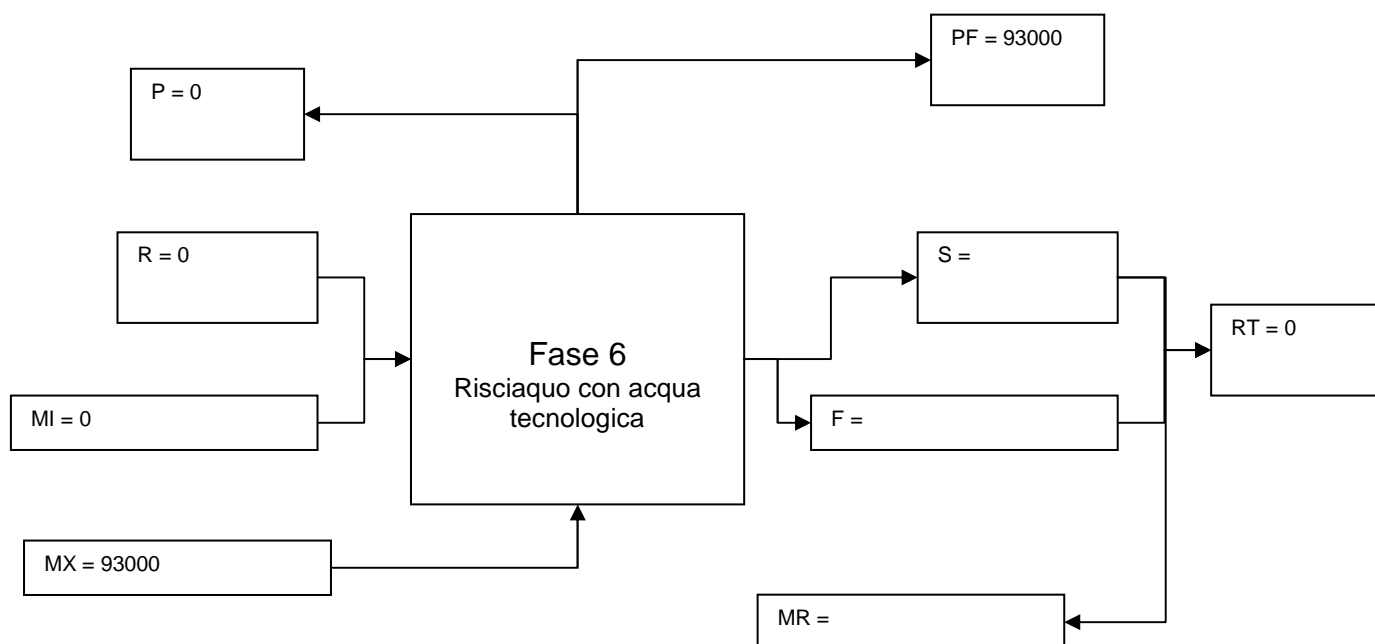 PF = 93000
P = 0
R = 0
S =
RT = 0
Fase 6
Risciaquo con acqua
tecnologica
MI = 0
F =
MX = 93000
MR =